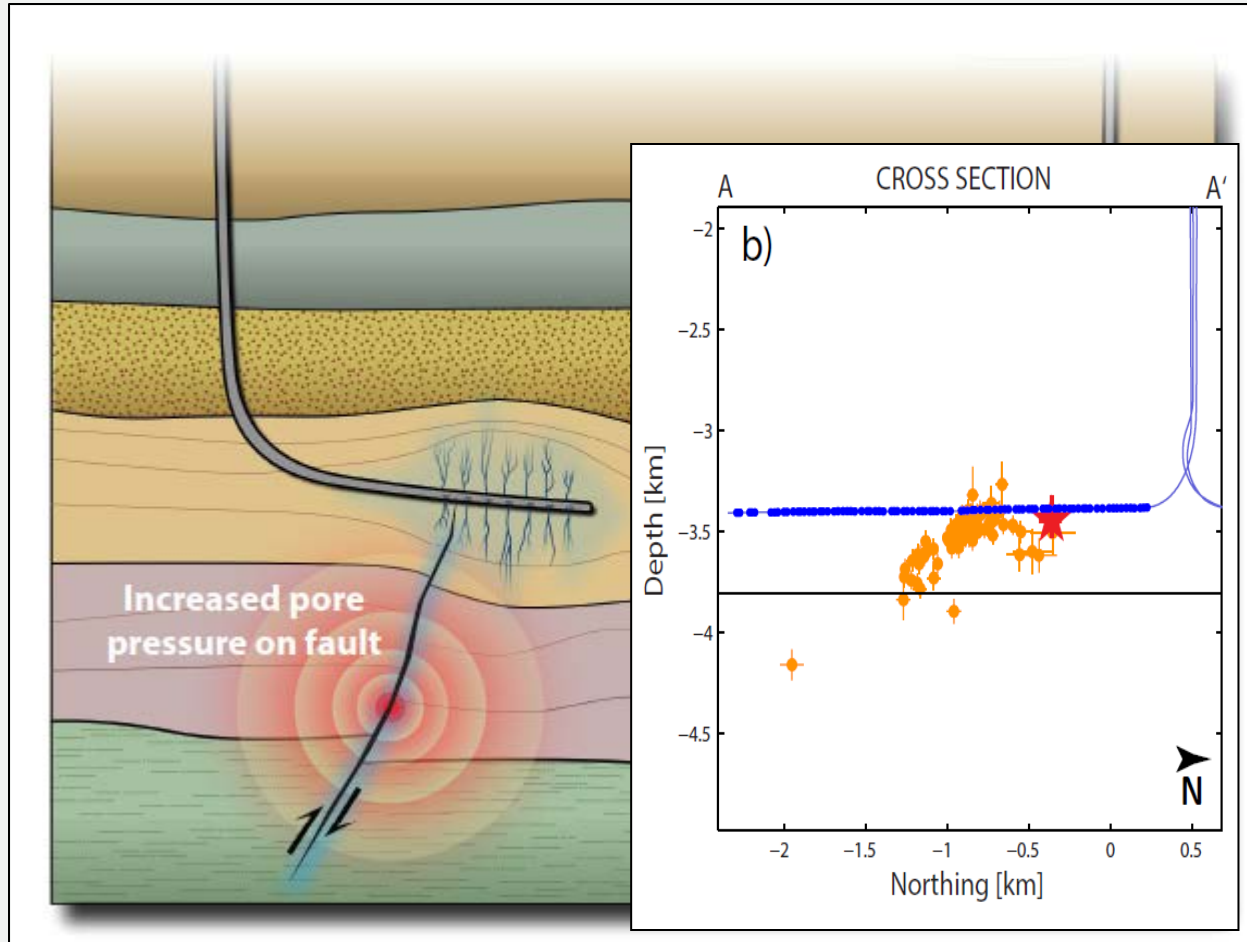 Increased pore
pressure on fault
A
CROSS SECTION
A′
b)
Depth [km]
−2
−2.5
−3
−3.5
−4
−4.5
N
−2
−1.5
−1
−0.5
0
0.5
Northing [km]